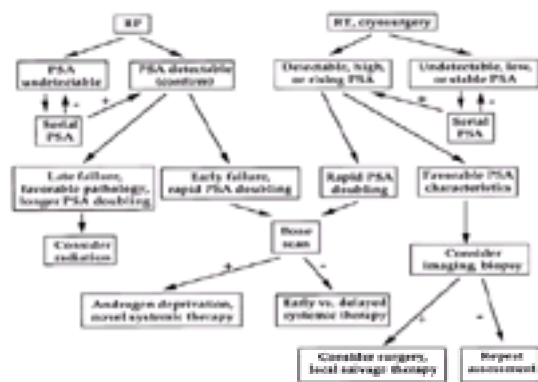 RP
RT, cryosurgery
PSA
undetectable
PSA detectable
(confirm)
Detectable, high,
or rising PSA
Undetectable, low,
or stable PSA
Serial
PSA
+
-
Serial
PSA
+
-
Late failure,
favorable pathology,
longer PSA doubling
Early failure,
rapid PSA doubling
Rapid PSA
doubling
Favorable PSA
characteristics
Consider
radiation
Bone
scan
Consider
imaging, biopsy
+
-
Androgen deprivation,
novel systemic therapy
Early vs. delayed
systemic therapy
+
-
Consider surgery,
local salvage therapy
Repeat
assessment